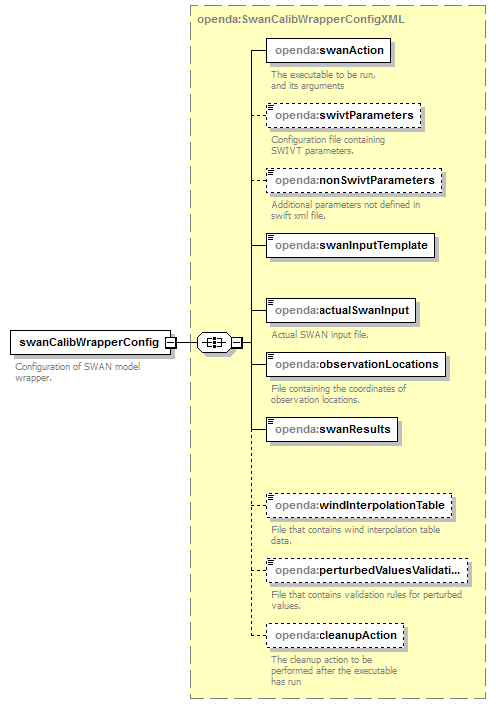 openda:SwanCalibWrapperConfigXML
openda:swanAction
The executable to be run,
and its arguments
openda:swivtParameters
Configuration file containing
SWIVT parameters.
openda:nonSwivtParameters
Additional parameters not defined in
swift xml file.
openda:swanInputTemplate
openda:actualSwanInput
Actual SWAN input file.
swanCalibWrapperConfig
Configuration of SWAN model
wrapper.
openda:observationLocations
File containing the coordinates of
observation locations.
openda:swanResults
openda:windInterpolationTable
File that contains wind interpolation table
data.
openda:perturbedValuesValidati...
File that contains validation rules for perturbed
values.
openda:cleanupAction
The cleanup action to be
performed after the executable
has run